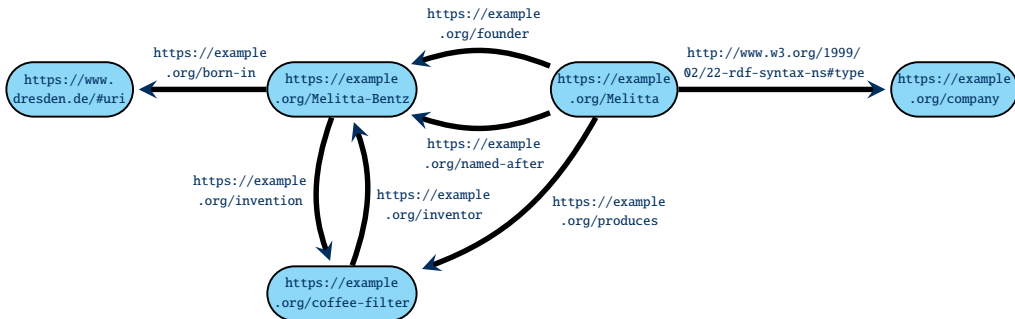 https://example
.org/founder
https://example
.org/born-in
http://www.w3.org/1999/
02/22-rdf-syntax-ns#type
https://www.
dresden.de/#uri
https://example
.org/Melitta-Bentz
https://example
.org/Melitta
https://example
.org/company
https://example
.org/named-after
https://example
.org/invention
https://example
.org/inventor
https://example
.org/produces
https://example
.org/coffee-filter